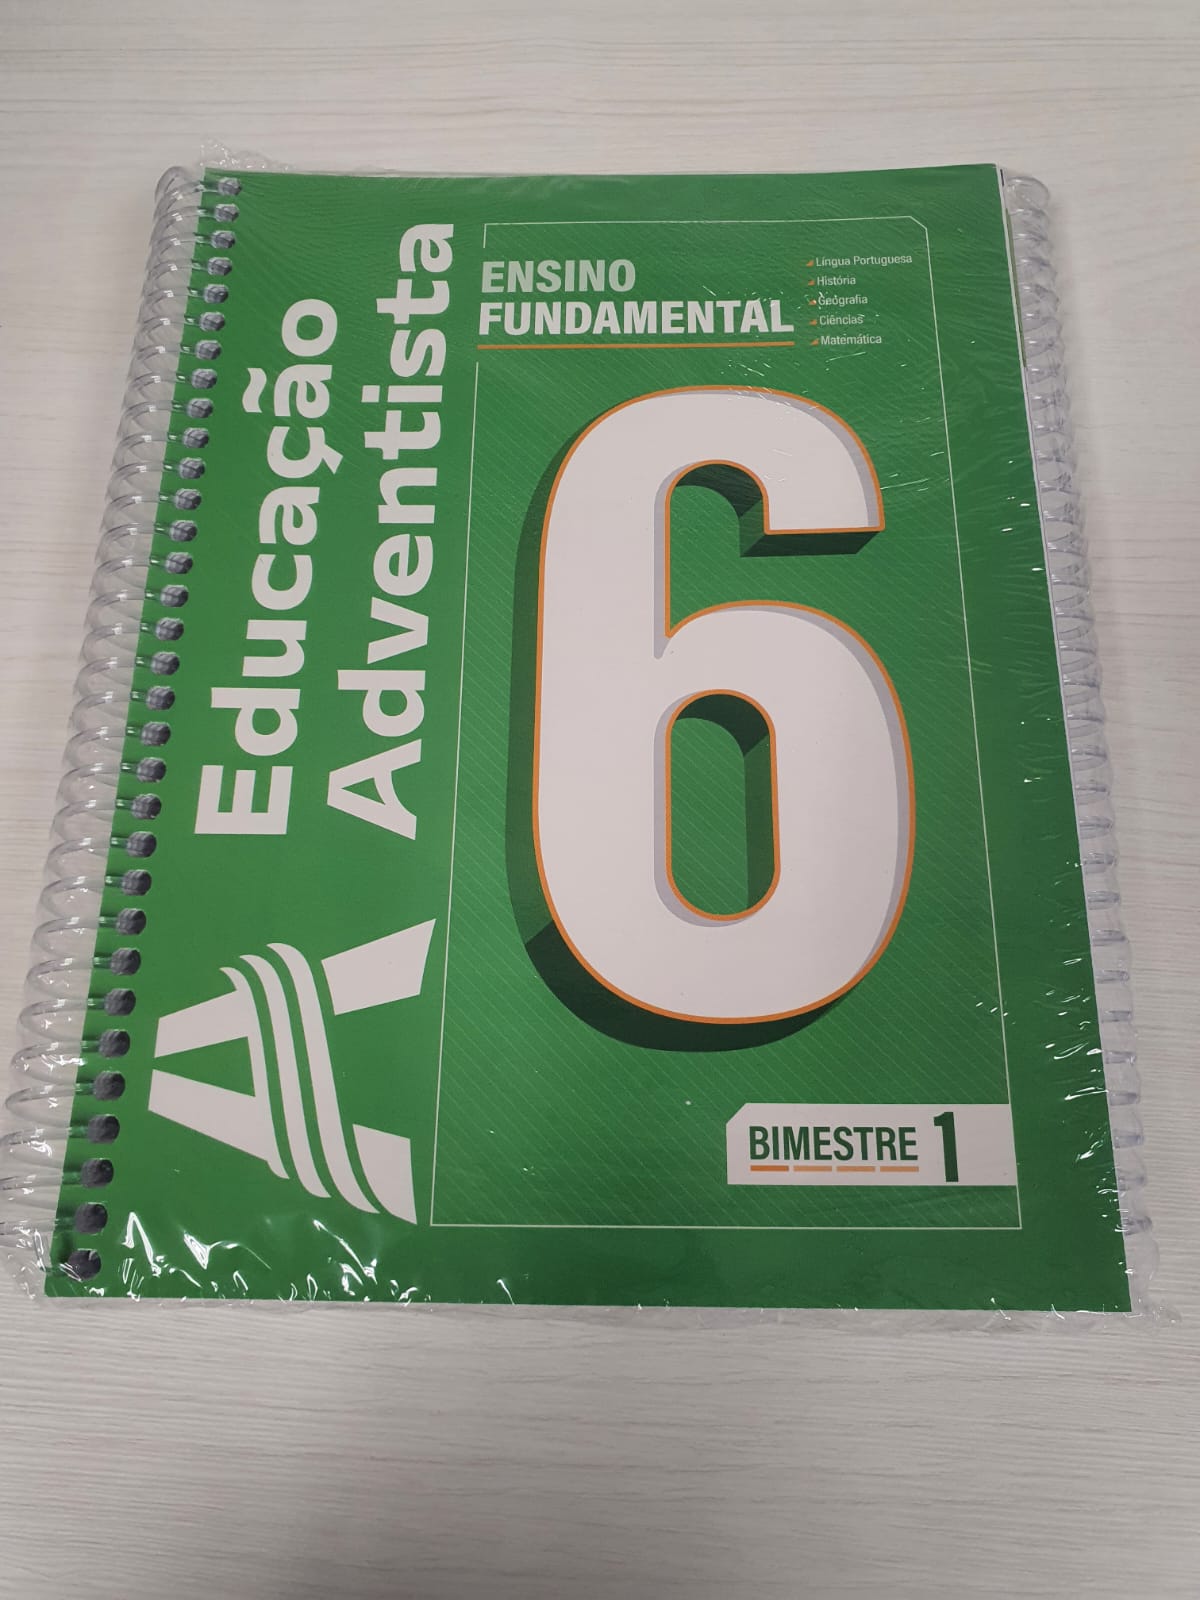 Educação
Adventista
ENSINO
FUNDAMENTAL
Língua Portuguesa
História
Geografia
Ciências
Matemática
6
BIMESTRE 1